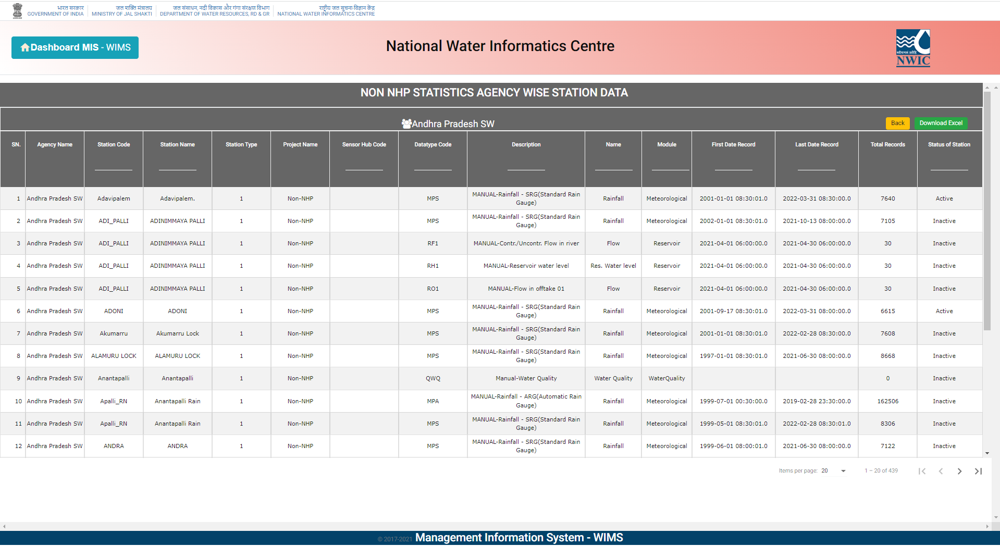 भारत सरकार
GOVERNMENT OF INDIA
जल शक्ति मंत्रालय
MINISTRY OF JAL SHAKTI
जल संसाधन, नदी विकास और गंगा संरक्षण विभाग
DEPARTMENT OF WATER RESOURCES, RD & GR
राष्ट्रीय जल सूचना-विज्ञान केंद्र
NATIONAL WATER INFORMATICS CENTRE
Dashboard MIS - WIMS
National Water Informatics Centre
NWIC
NON NHP STATISTICS AGENCY WISE STATION DATA
Andhra Pradesh SW
Back Download Excel
SN. Agency Name Station Code Station Name Station Type Project Name Sensor Hub Code Datatype Code Description Name Module First Date Record Last Date Record Total Records Status of Station
1 Andhra Pradesh SW Adavipalem Adavipalem. 1 Non-NHP MPS MANUAL-Rainfall - SRG(Standard Rain Gauge) Rainfall Meteorological 2001-01-01 08:30:01.0 2022-03-31 08:30:00.0 7640 Active
2 Andhra Pradesh SW ADI_PALLI ADINIMMAYA PALLI 1 Non-NHP MPS MANUAL-Rainfall - SRG(Standard Rain Gauge) Rainfall Meteorological 2002-01-01 08:30:01.0 2021-10-13 08:00:00.0 7105 Inactive
3 Andhra Pradesh SW ADI_PALLI ADINIMMAYA PALLI 1 Non-NHP RF1 MANUAL-Contr./Uncontr. Flow in river Flow Reservoir 2021-04-01 06:00:00.0 2021-04-30 06:00:00.0 30 Inactive
4 Andhra Pradesh SW ADI_PALLI ADINIMMAYA PALLI 1 Non-NHP RH1 MANUAL-Reservoir water level Res. Water level Reservoir 2021-04-01 06:00:00.0 2021-04-30 06:00:00.0 30 Inactive
5 Andhra Pradesh SW ADI_PALLI ADINIMMAYA PALLI 1 Non-NHP RO1 MANUAL-Flow in offtake 01 Flow Reservoir 2021-04-01 06:00:00.0 2021-04-30 06:00:00.0 30 Inactive
6 Andhra Pradesh SW ADONI ADONI 1 Non-NHP MPS MANUAL-Rainfall - SRG(Standard Rain Gauge) Rainfall Meteorological 2001-09-17 08:30:01.0 2022-03-31 08:00:00.0 6615 Active
7 Andhra Pradesh SW Akumarru Akumarru Lock 1 Non-NHP MPS MANUAL-Rainfall - SRG(Standard Rain Gauge) Rainfall Meteorological 2001-01-01 08:30:01.0 2022-02-28 08:30:00.0 7608 Inactive
8 Andhra Pradesh SW ALAMURU LOCK ALAMURU LOCK 1 Non-NHP MPS MANUAL-Rainfall - SRG(Standard Rain Gauge) Rainfall Meteorological 1997-01-01 08:30:01.0 2021-06-30 08:00:00.0 8668 Inactive
9 Andhra Pradesh SW Anantapalli Anantapalli 1 Non-NHP QWQ Manual-Water Quality Water Quality WaterQuality 0 Inactive
10 Andhra Pradesh SW Apalli_RN Anantapalli Rain 1 Non-NHP MPA MANUAL-Rainfall - ARG(Automatic Rain Gauge) Rainfall Meteorological 1999-07-01 00:30:00.0 2019-02-28 23:30:00.0 162506 Inactive
11 Andhra Pradesh SW Apalli_RN Anantapalli Rain 1 Non-NHP MPS MANUAL-Rainfall - SRG(Standard Rain Gauge) Rainfall Meteorological 1999-05-01 08:30:01.0 2022-02-28 08:30:01.0 8306 Inactive
12 Andhra Pradesh SW ANDRA ANDRA 1 Non-NHP MPS MANUAL-Rainfall - SRG(Standard Rain Gauge) Rainfall Meteorological 1999-06-01 08:00:01.0 2021-06-30 08:00:00.0 7122 Inactive
Items per page: 20 1 – 20 of 439
© 2017-2021 Management Information System - WIMS